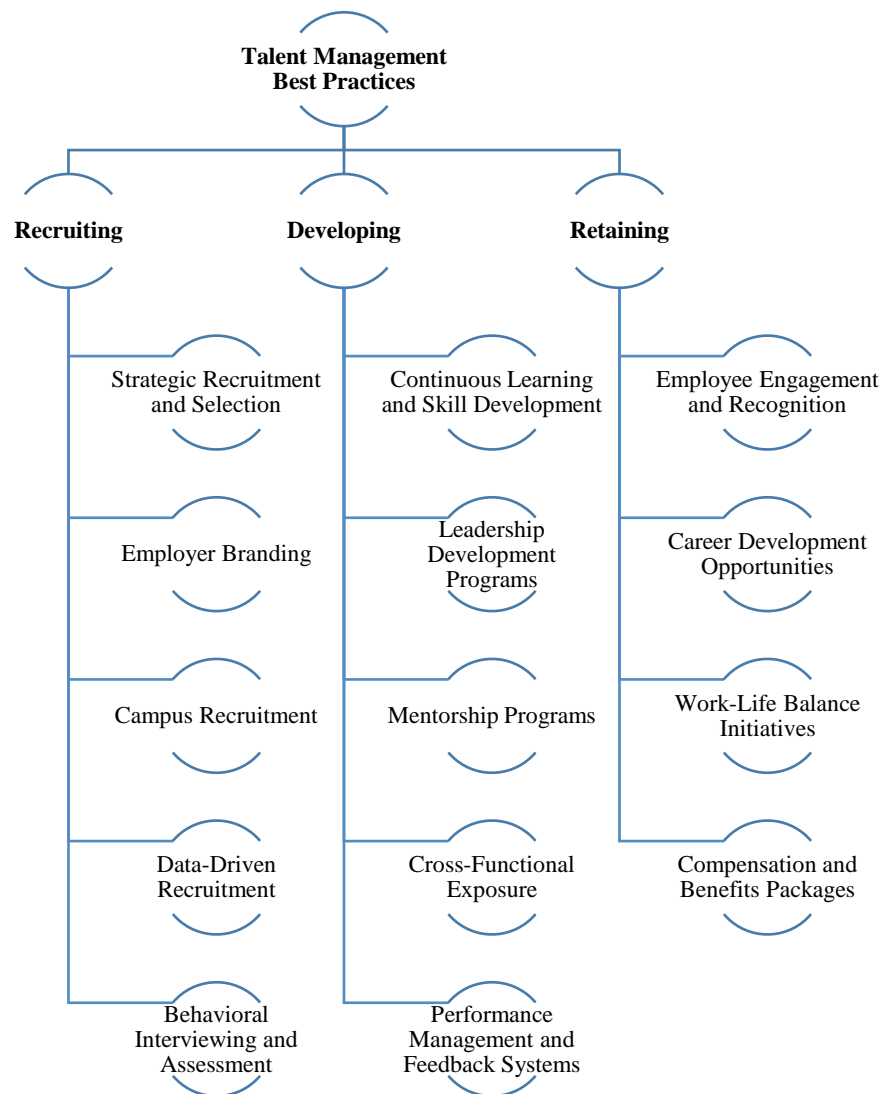 Talent Management
Best Practices
Recruiting
Developing
Retaining
Strategic Recruitment
and Selection
Continuous Learning
and Skill Development
Employee Engagement
and Recognition
Employer Branding
Leadership
Development
Programs
Career Development
Opportunities
Campus Recruitment
Mentorship Programs
Work-Life Balance
Initiatives
Data-Driven
Recruitment
Cross-Functional
Exposure
Compensation and
Benefits Packages
Behavioral
Interviewing and
Assessment
Performance
Management and
Feedback Systems